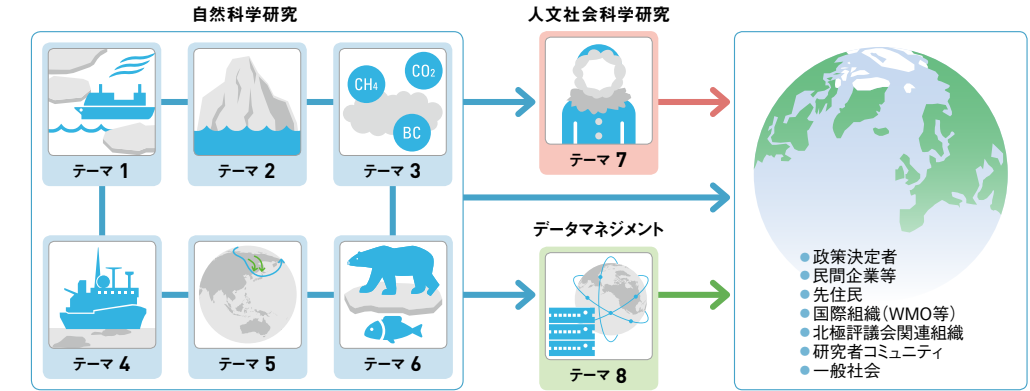 自然科学研究
人文社会科学研究
CH4
CO2
BC
テーマ 1
テーマ 2
テーマ 3
テーマ 7
データマネジメント
テーマ 4
テーマ 5
テーマ 6
テーマ 8
●政策決定者
●民間企業等
●先住民
●国際組織（WMO等）
●北極評議会関連組織
●研究者コミュニティ
●一般社会